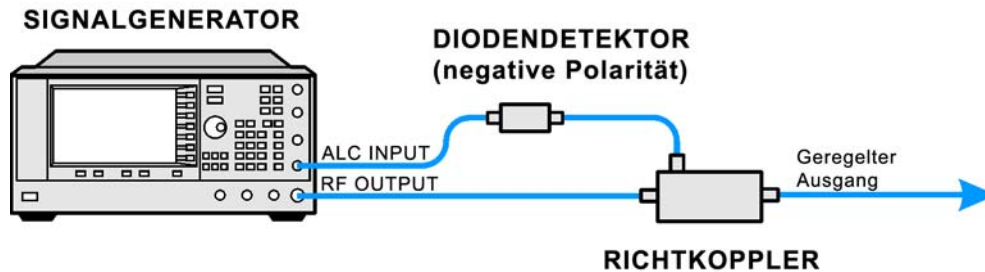 SIGNALGENERATOR
DIODENDETEKTOR
(negative Polarität)
ALC INPUT
RF OUTPUT
Geregelter
Ausgang
RICHTKOPPLER